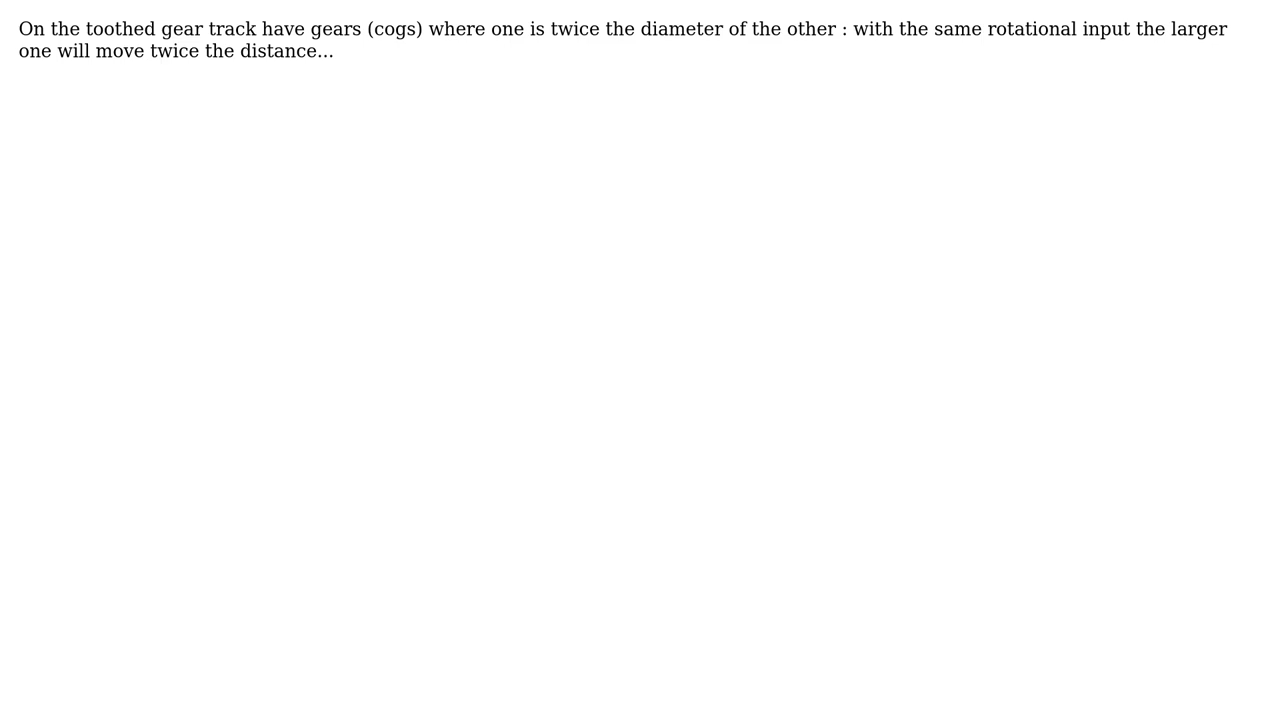 On the toothed gear track have gears (cogs) where one is twice the diameter of the other : with the same rotational input the larger
one will move twice the distance...